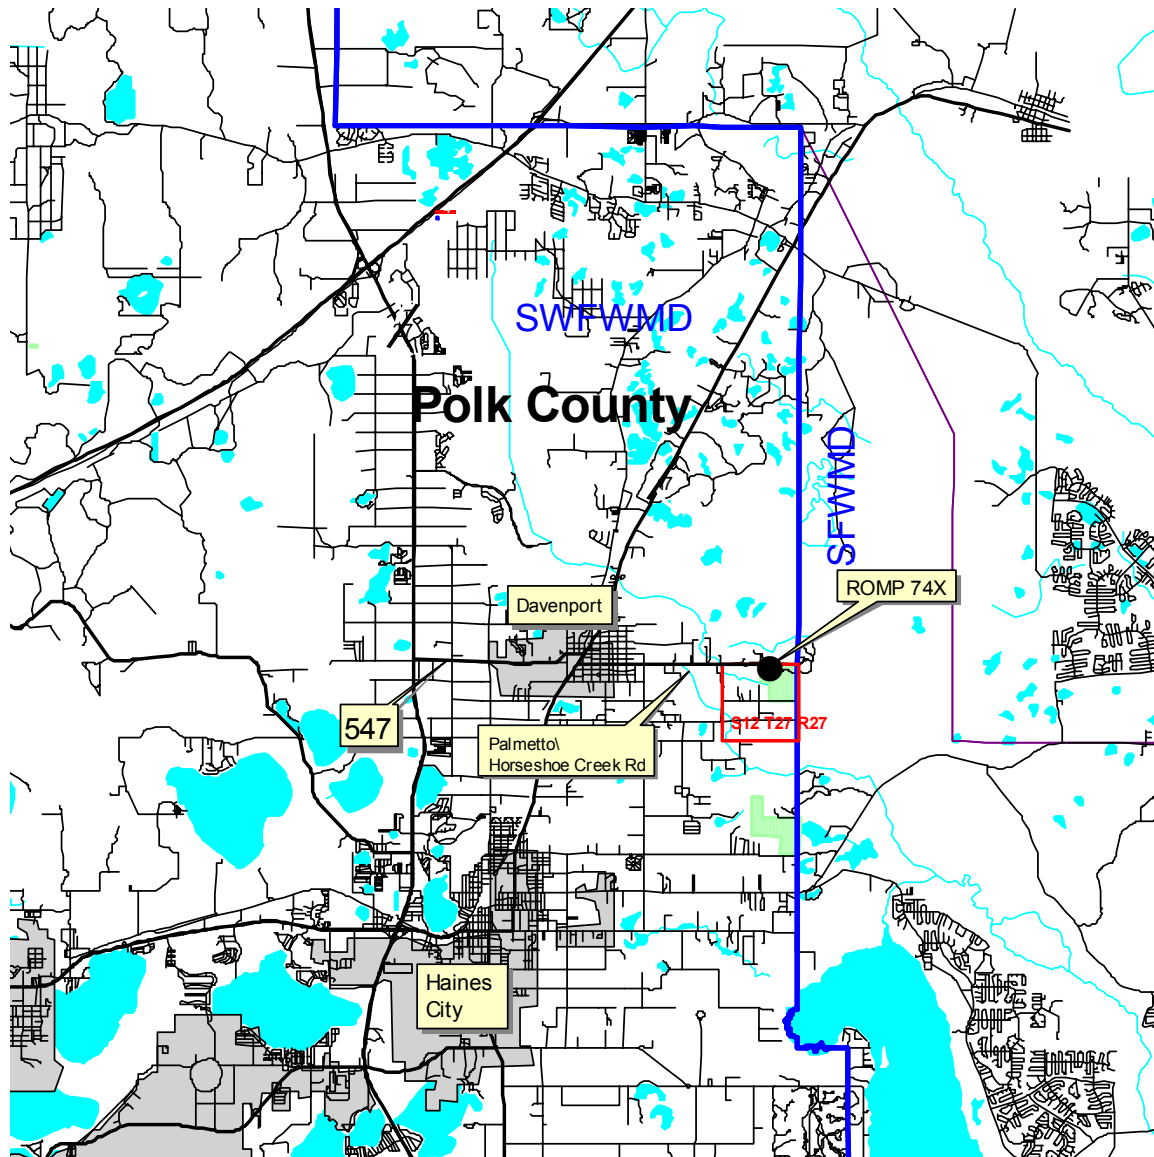 SWFWMD
Polk County
SFWMD
ROMP 74X
Davenport
547
S12 T27 R27
Palmetto\
Horseshoe Creek Rd
Haines
City